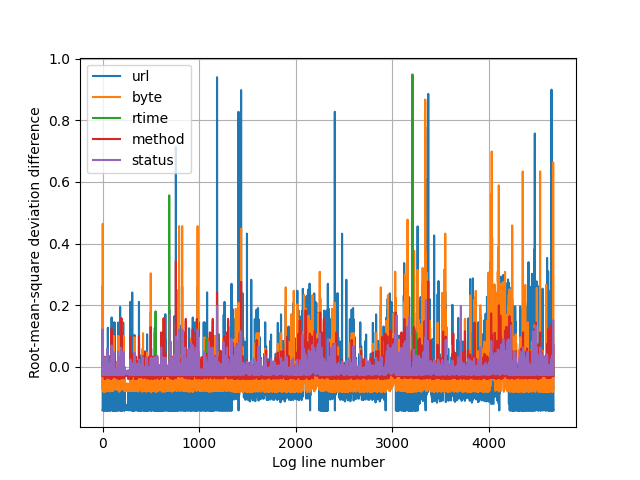 1.0
0.8
0.6
0.4
0.2
0.0
Root-mean-square deviation difference
url
byte
rtime
method
status
0 1000 2000 3000 4000
Log line number